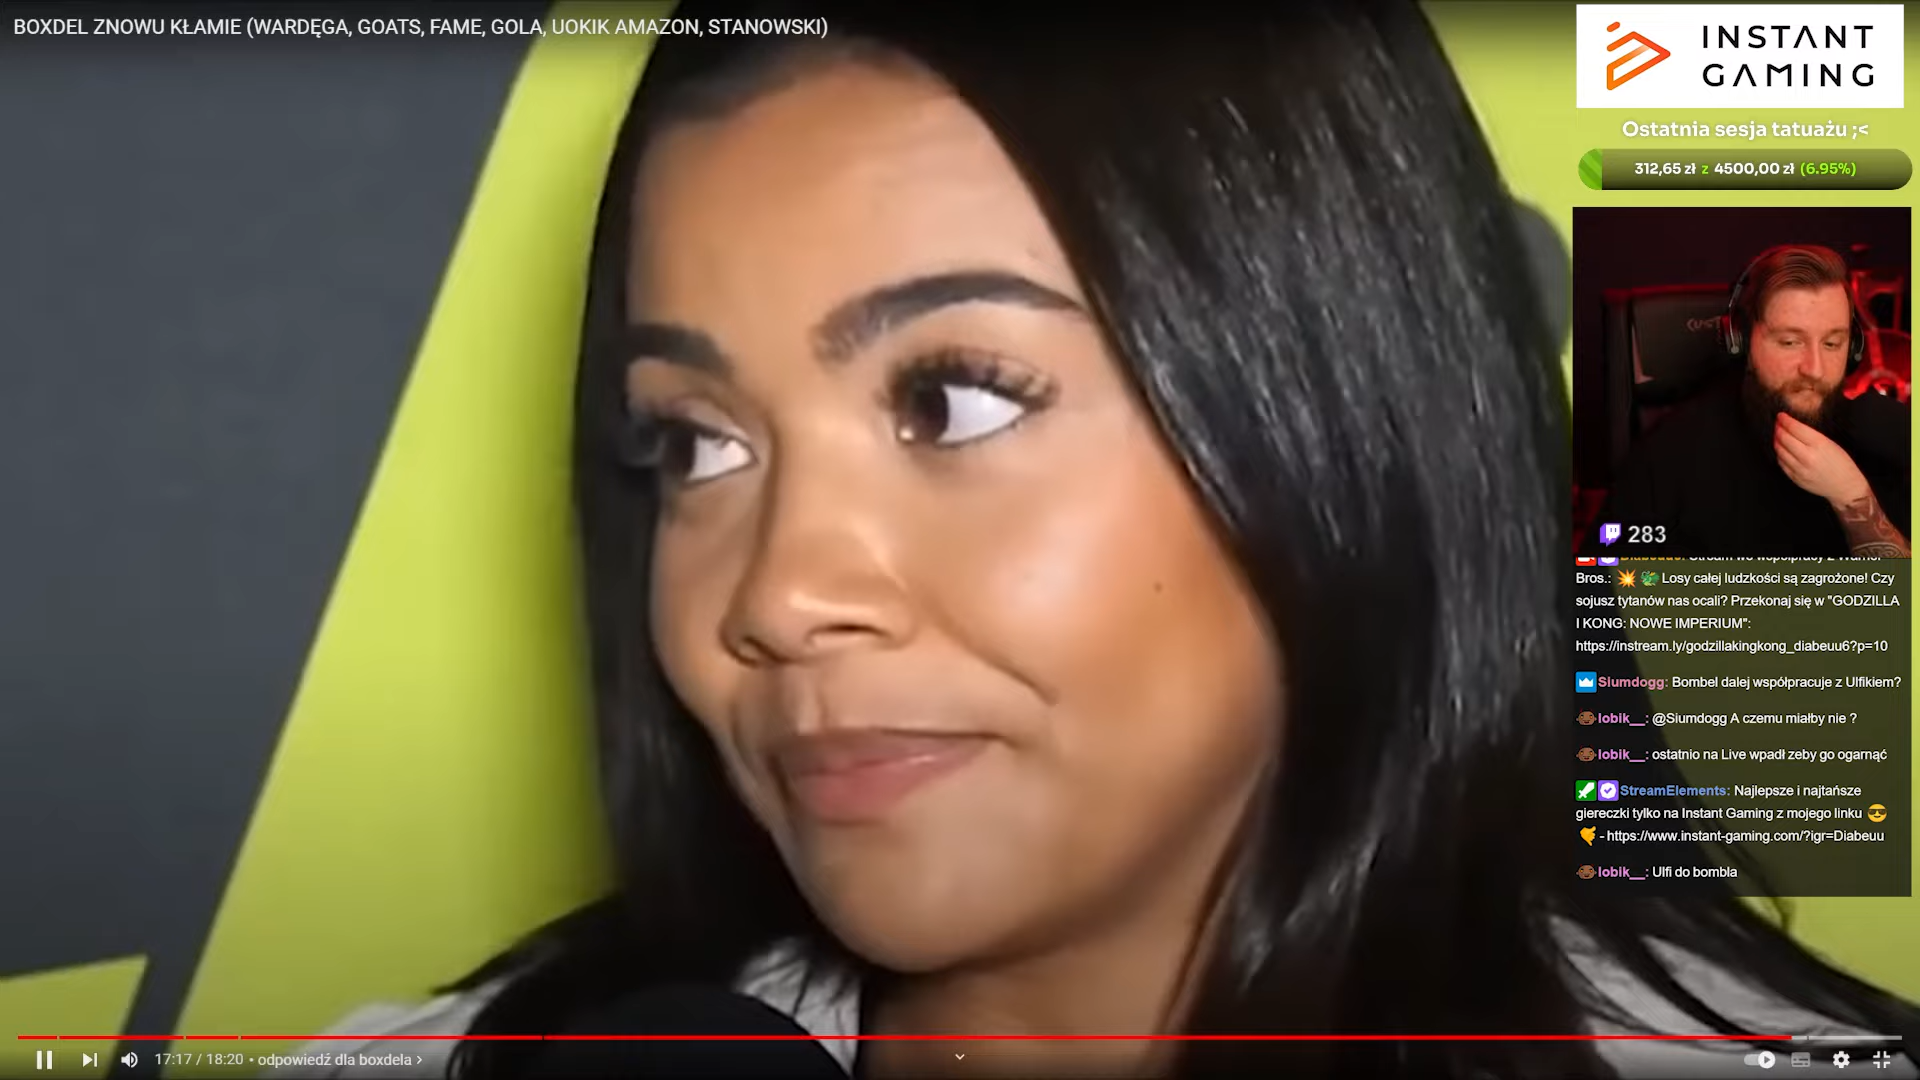 BOXDEL ZNOWU KŁAMIE (WARDĘGA, GOATS, FAME, GOLA, UOKIK AMAZON, STANOWSKI)
INSTANT
GAMING
Ostatnia sesja tatuażu ;<
312,65 zł z 4500,00 zł (6.95%)
283
Bros.: Losy całej ludzkości są zagrożone! Czy
sojusz tytanów nas ocali? Przekonaj się w "GODZILLA
I KONG: NOWE IMPERIUM":
https://instream.ly/godzillakingkong_diabeuu6?p=10
Slumdogg: Bombel dalej współpracuje z Ulfikiem?
lobik__: @Siumdogg A czemu miałby nie ?
lobik__: ostatnio na Live wpadł zeby go ogarnąć
StreamElements: Najlepsze i najtańsze
giereczki tylko na Instant Gaming z mojego linku
- https://www.instant-gaming.com/?igr=Diabeuu
lobik__: Ulfi do bombla
17:17 / 18:20 • odpowiedź dla boxdela ›